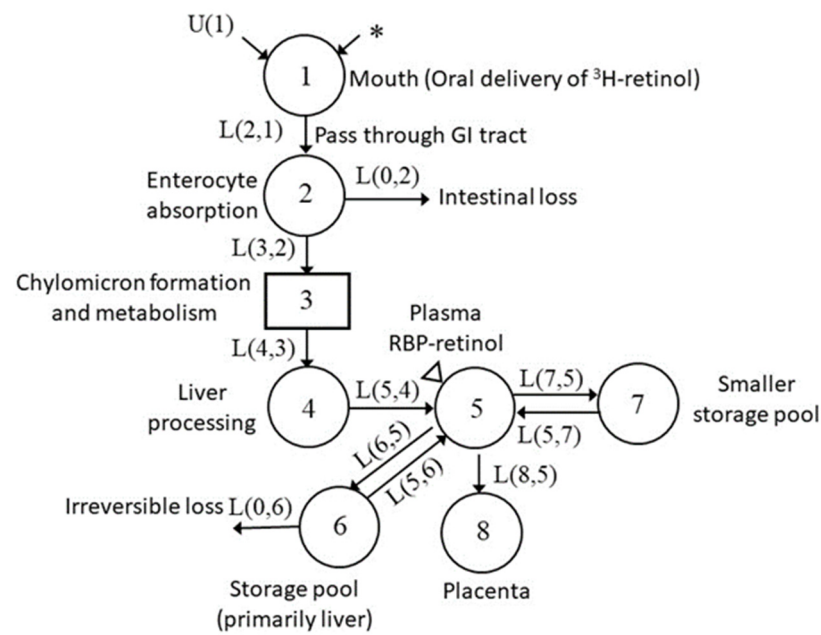 U(1)
*
1
Mouth (Oral delivery of ³H-retinol)
L(2,1)
Pass through GI tract
Enterocyte
absorption
2
L(0,2)
Intestinal loss
L(3,2)
Chylomicron formation
and metabolism
3
L(4,3)
Plasma
RBP-retinol
Liver
processing
4
L(5,4)
5
L(7,5)
L(5,7)
7
Smaller
storage pool
L(6,5)
L(5,6)
L(8,5)
Irreversible loss
L(0,6)
6
8
Storage pool
(primarily liver)
Placenta